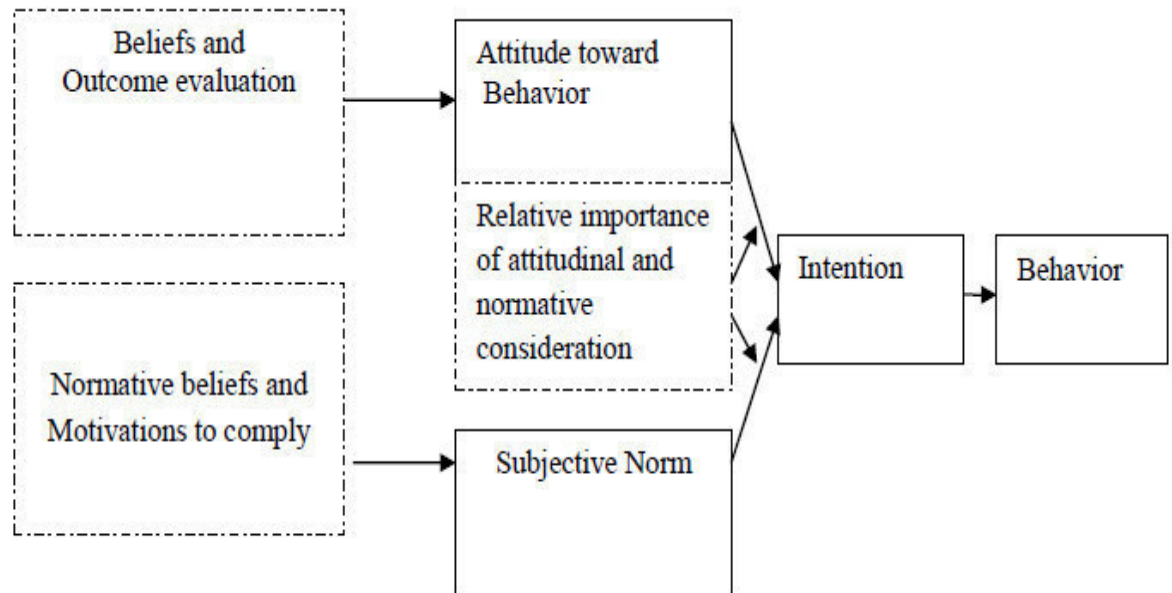 Beliefs and
Outcome evaluation
Attitude toward
Behavior
Relative importance
of attitudinal and
normative
consideration
Intention
Behavior
Normative beliefs and
Motivations to comply
Subjective Norm